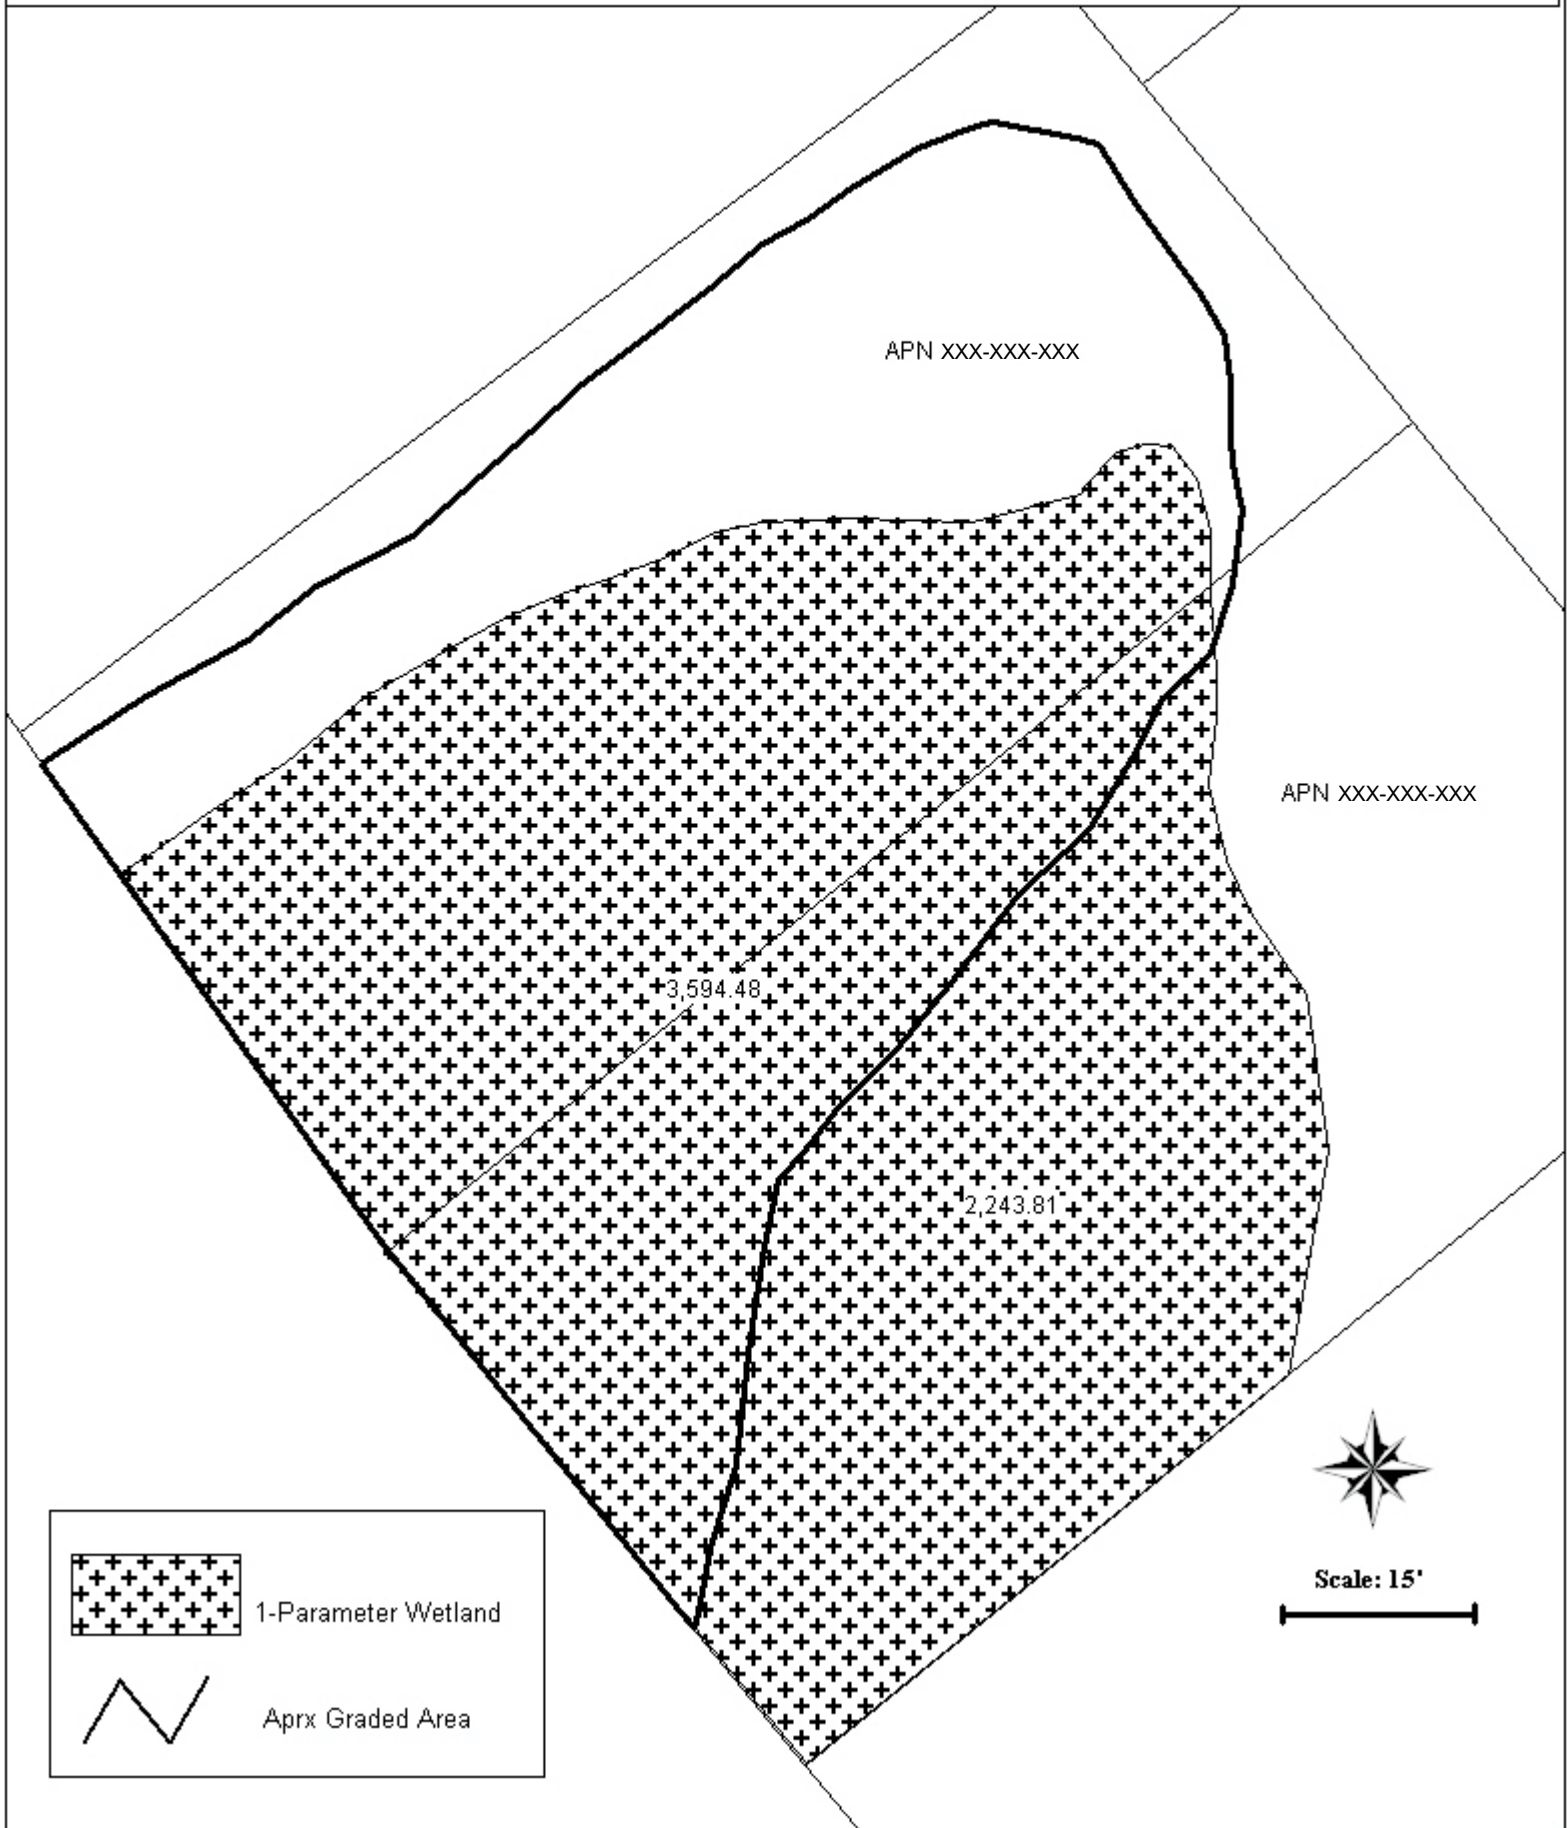 APN XXX-XXX-XXX
APN XXX-XXX-XXX
3,594.48
2,243.81
Scale: 15'
1-Parameter Wetland
Aprx Graded Area